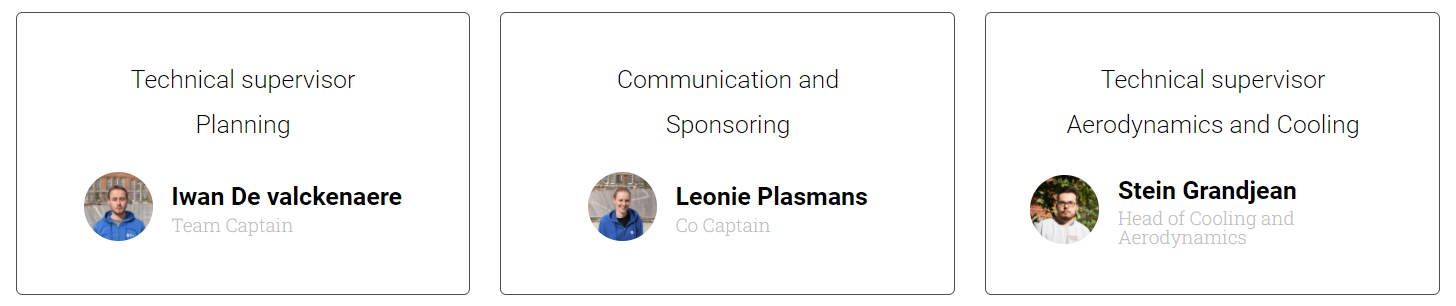 Technical supervisor
Planning
Iwan De valckenaere
Team Captain
Communication and
Sponsoring
Leonie Plasmans
Co Captain
Technical supervisor
Aerodynamics and Cooling
Stein Grandjean
Head of Cooling and
Aerodynamics